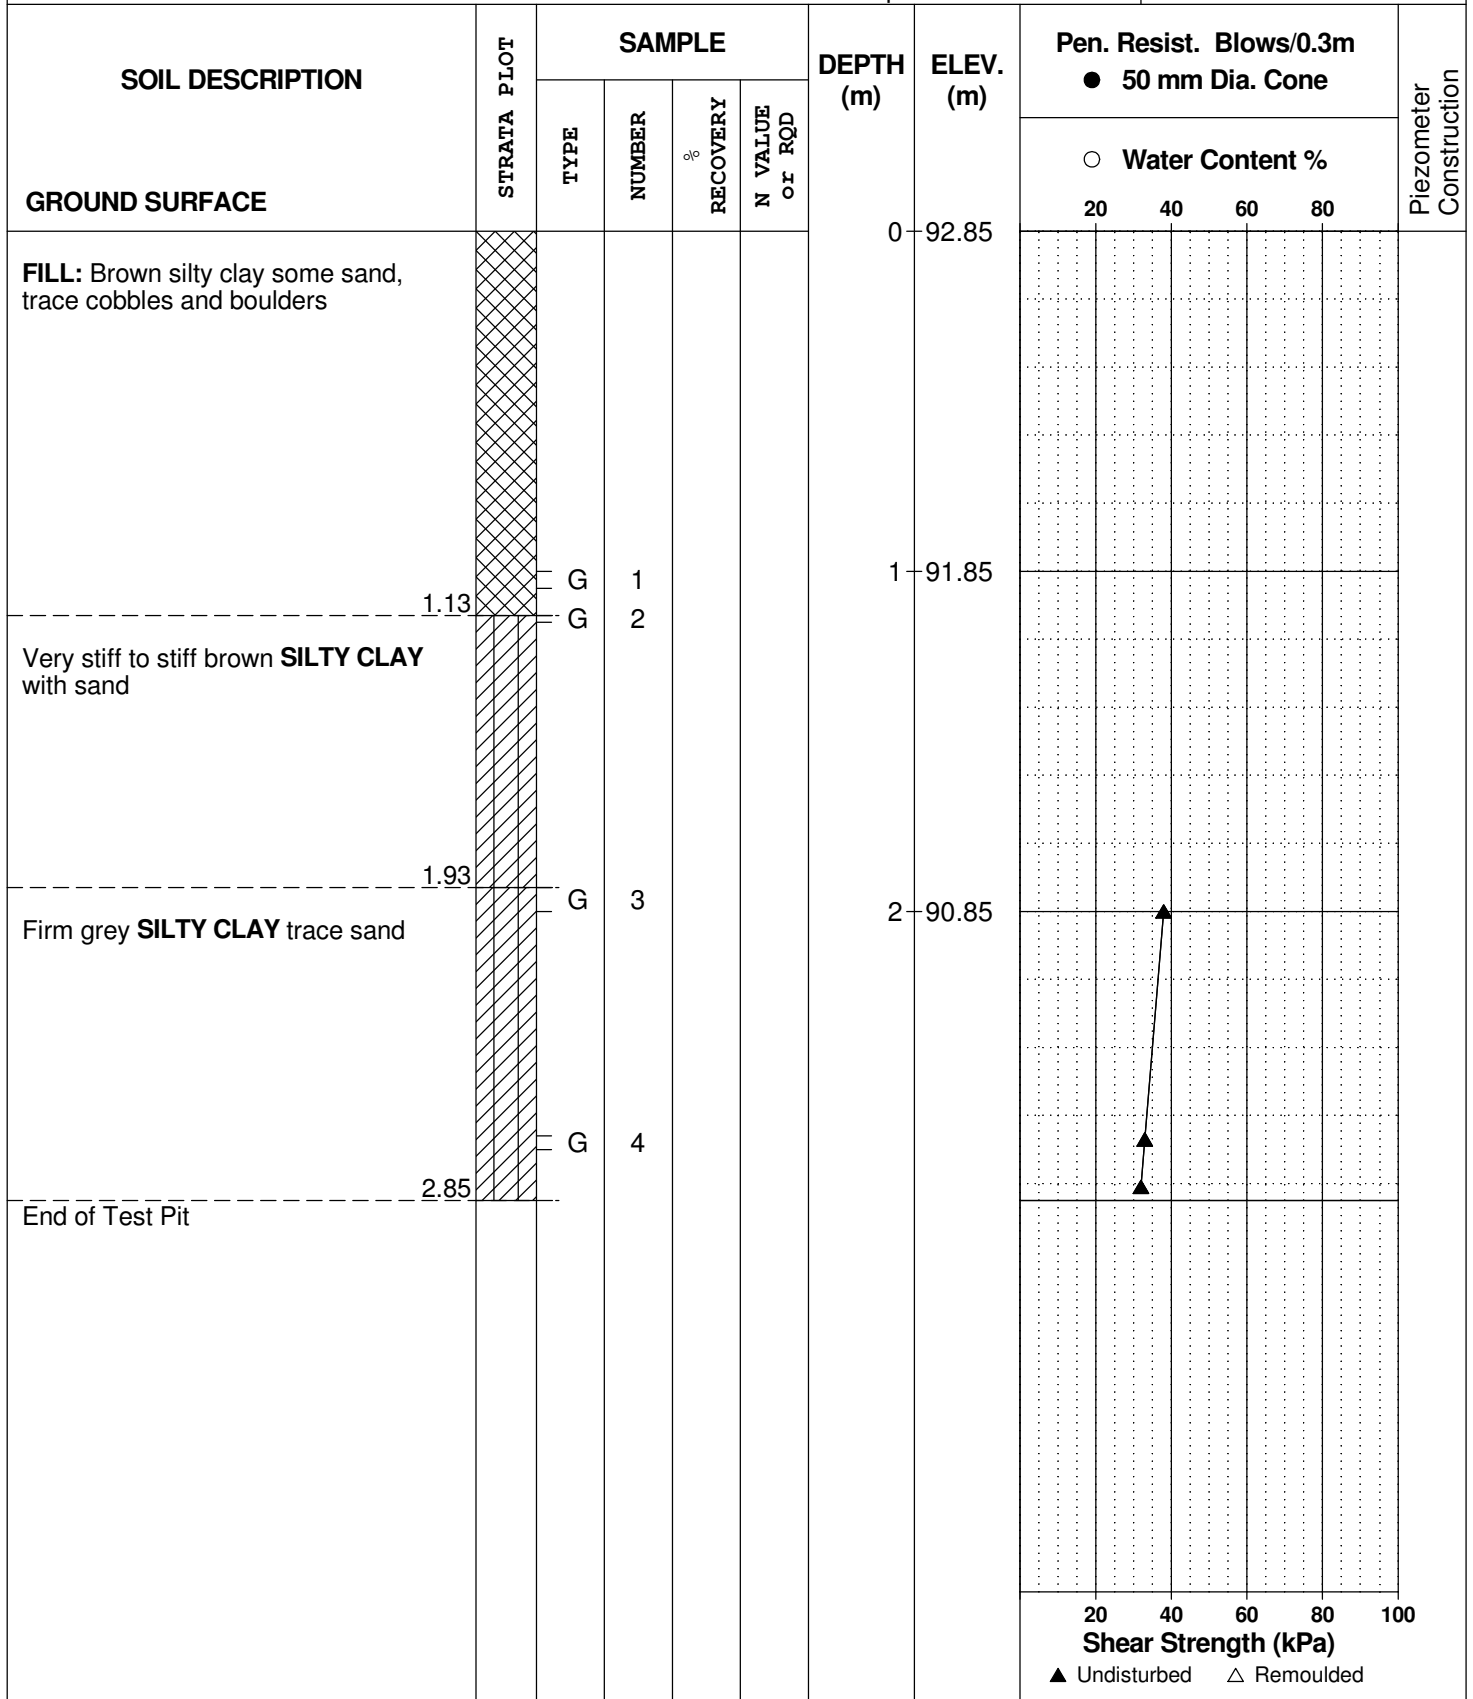 SOIL DESCRIPTION
GROUND SURFACE
STRATA PLOT
SAMPLE
TYPE
NUMBER
%
RECOVERY
N VALUE
or RQD
DEPTH
(m)
ELEV.
(m)
Pen. Resist. Blows/0.3m
● 50 mm Dia. Cone
○ Water Content %
20 40 60 80
Piezometer
Construction
0 92.85
FILL: Brown silty clay some sand,
trace cobbles and boulders
G 1
1 91.85
1.13
G 2
Very stiff to stiff brown SILTY CLAY
with sand
1.93
G 3
2 90.85
Firm grey SILTY CLAY trace sand
G 4
2.85
End of Test Pit
20 40 60 80 100
Shear Strength (kPa)
▲ Undisturbed △ Remoulded